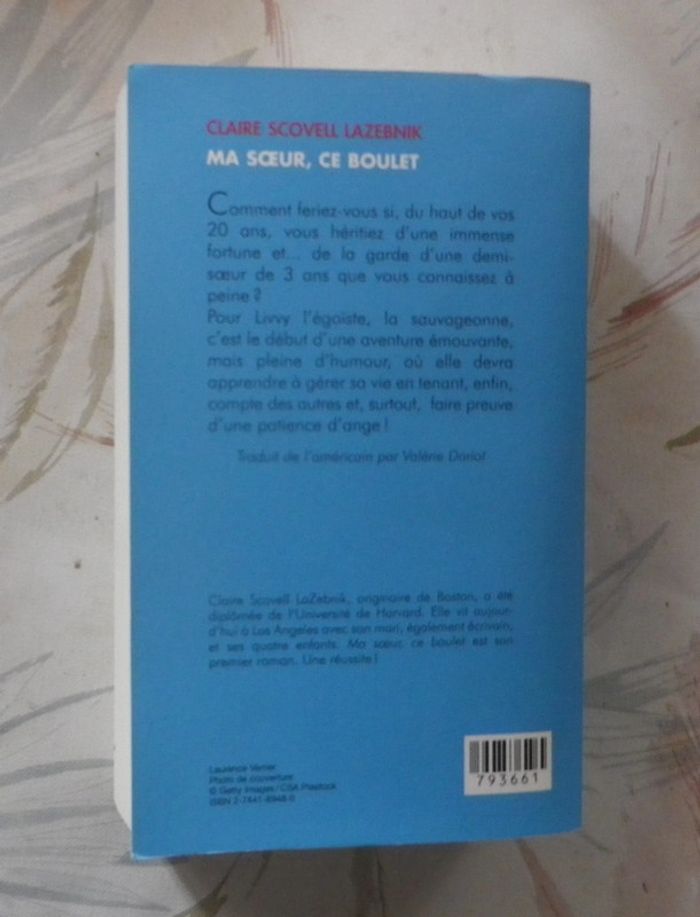 CLAIRE SCOVELL LAZEBNIK
MA SŒUR, CE BOULET
Comment feriez-vous si, du haut de vos
20 ans, vous héritiez d'une immense
fortune et... de la garde d'une demi-
sœur de 3 ans que vous connaissez à
peine ?
Pour Livvy l'égoïste, la sauvageonne,
c'est le début d'une aventure émouvante,
mais pleine d'humour, où elle devra
apprendre à gérer sa vie en tenant, enfin,
compte des autres et, surtout, faire preuve
d'une patience d'ange !
Traduit de l'américain par Valérie Dariot
Claire Scovell LaZebnik, originaire de Boston, a été
diplômée de l'Université de Harvard. Elle vit aujour-
d'hui à Los Angeles avec son mari, également écrivain,
et ses quatre enfants. Ma sœur, ce boulet est son
premier roman. Une réussite !
Laurence Verrier
Photo de couverture :
© Getty Images / CSA Plastock
ISBN 2-7441-8948-0
793661